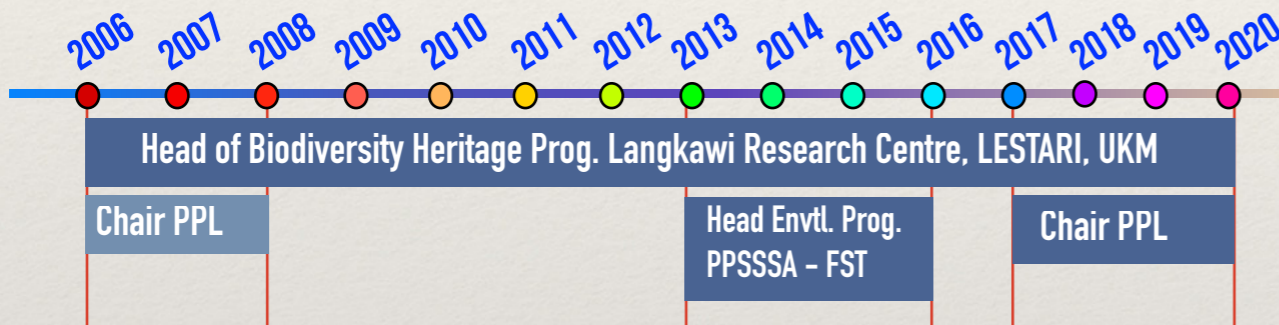 2006 2007 2008 2009 2010 2011 2012 2013 2014 2015 2016 2017 2018 2019 2020
Head of Biodiversity Heritage Prog. Langkawi Research Centre, LESTARI, UKM
Chair PPL
Head Envtl. Prog.
PPSSSA - FST
Chair PPL